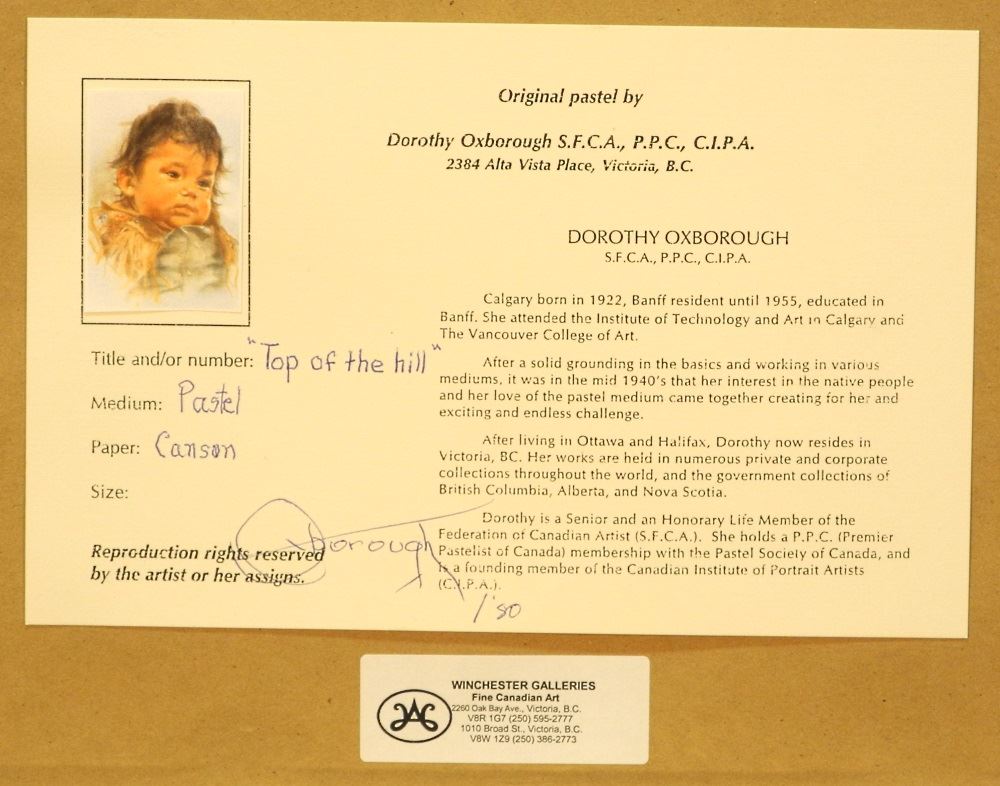 Original pastel by
Dorothy Oxborough S.F.C.A., P.P.C., C.I.P.A.
2384 Alta Vista Place, Victoria, B.C.
DOROTHY OXBOROUGH
S.F.C.A., P.P.C., C.I.P.A.
Calgary born in 1922, Banff resident until 1955, educated in
Banff. She attended the Institute of Technology and Art in Calgary and
The Vancouver College of Art.
After a solid grounding in the basics and working in various
mediums, it was in the mid 1940's that her interest in the native people
and her love of the pastel medium came together creating for her and
exciting and endless challenge.
After living in Ottawa and Halifax, Dorothy now resides in
Victoria, BC. Her works are held in numerous private and corporate
collections throughout the world, and the government collections of
British Columbia, Alberta, and Nova Scotia.
Dorothy is a Senior and an Honorary Life Member of the
Federation of Canadian Artist (S.F.C.A.). She holds a P.P.C. (Premier
Pastelist of Canada) membership with the Pastel Society of Canada, and
is a founding member of the Canadian Institute of Portrait Artists
(C.I.P.A.).
Title and/or number: "Top of the hill"
Medium: Pastel
Paper: Canson
Size:
Reproduction rights reserved
by the artist or her assigns.
Oxborough
WINCHESTER GALLERIES
Fine Canadian Art
2260 Oak Bay Ave., Victoria, B.C.
V8R 1G7 (250) 595-2777
1010 Broad St., Victoria, B.C.
V8W 1Z9 (250) 386-2773